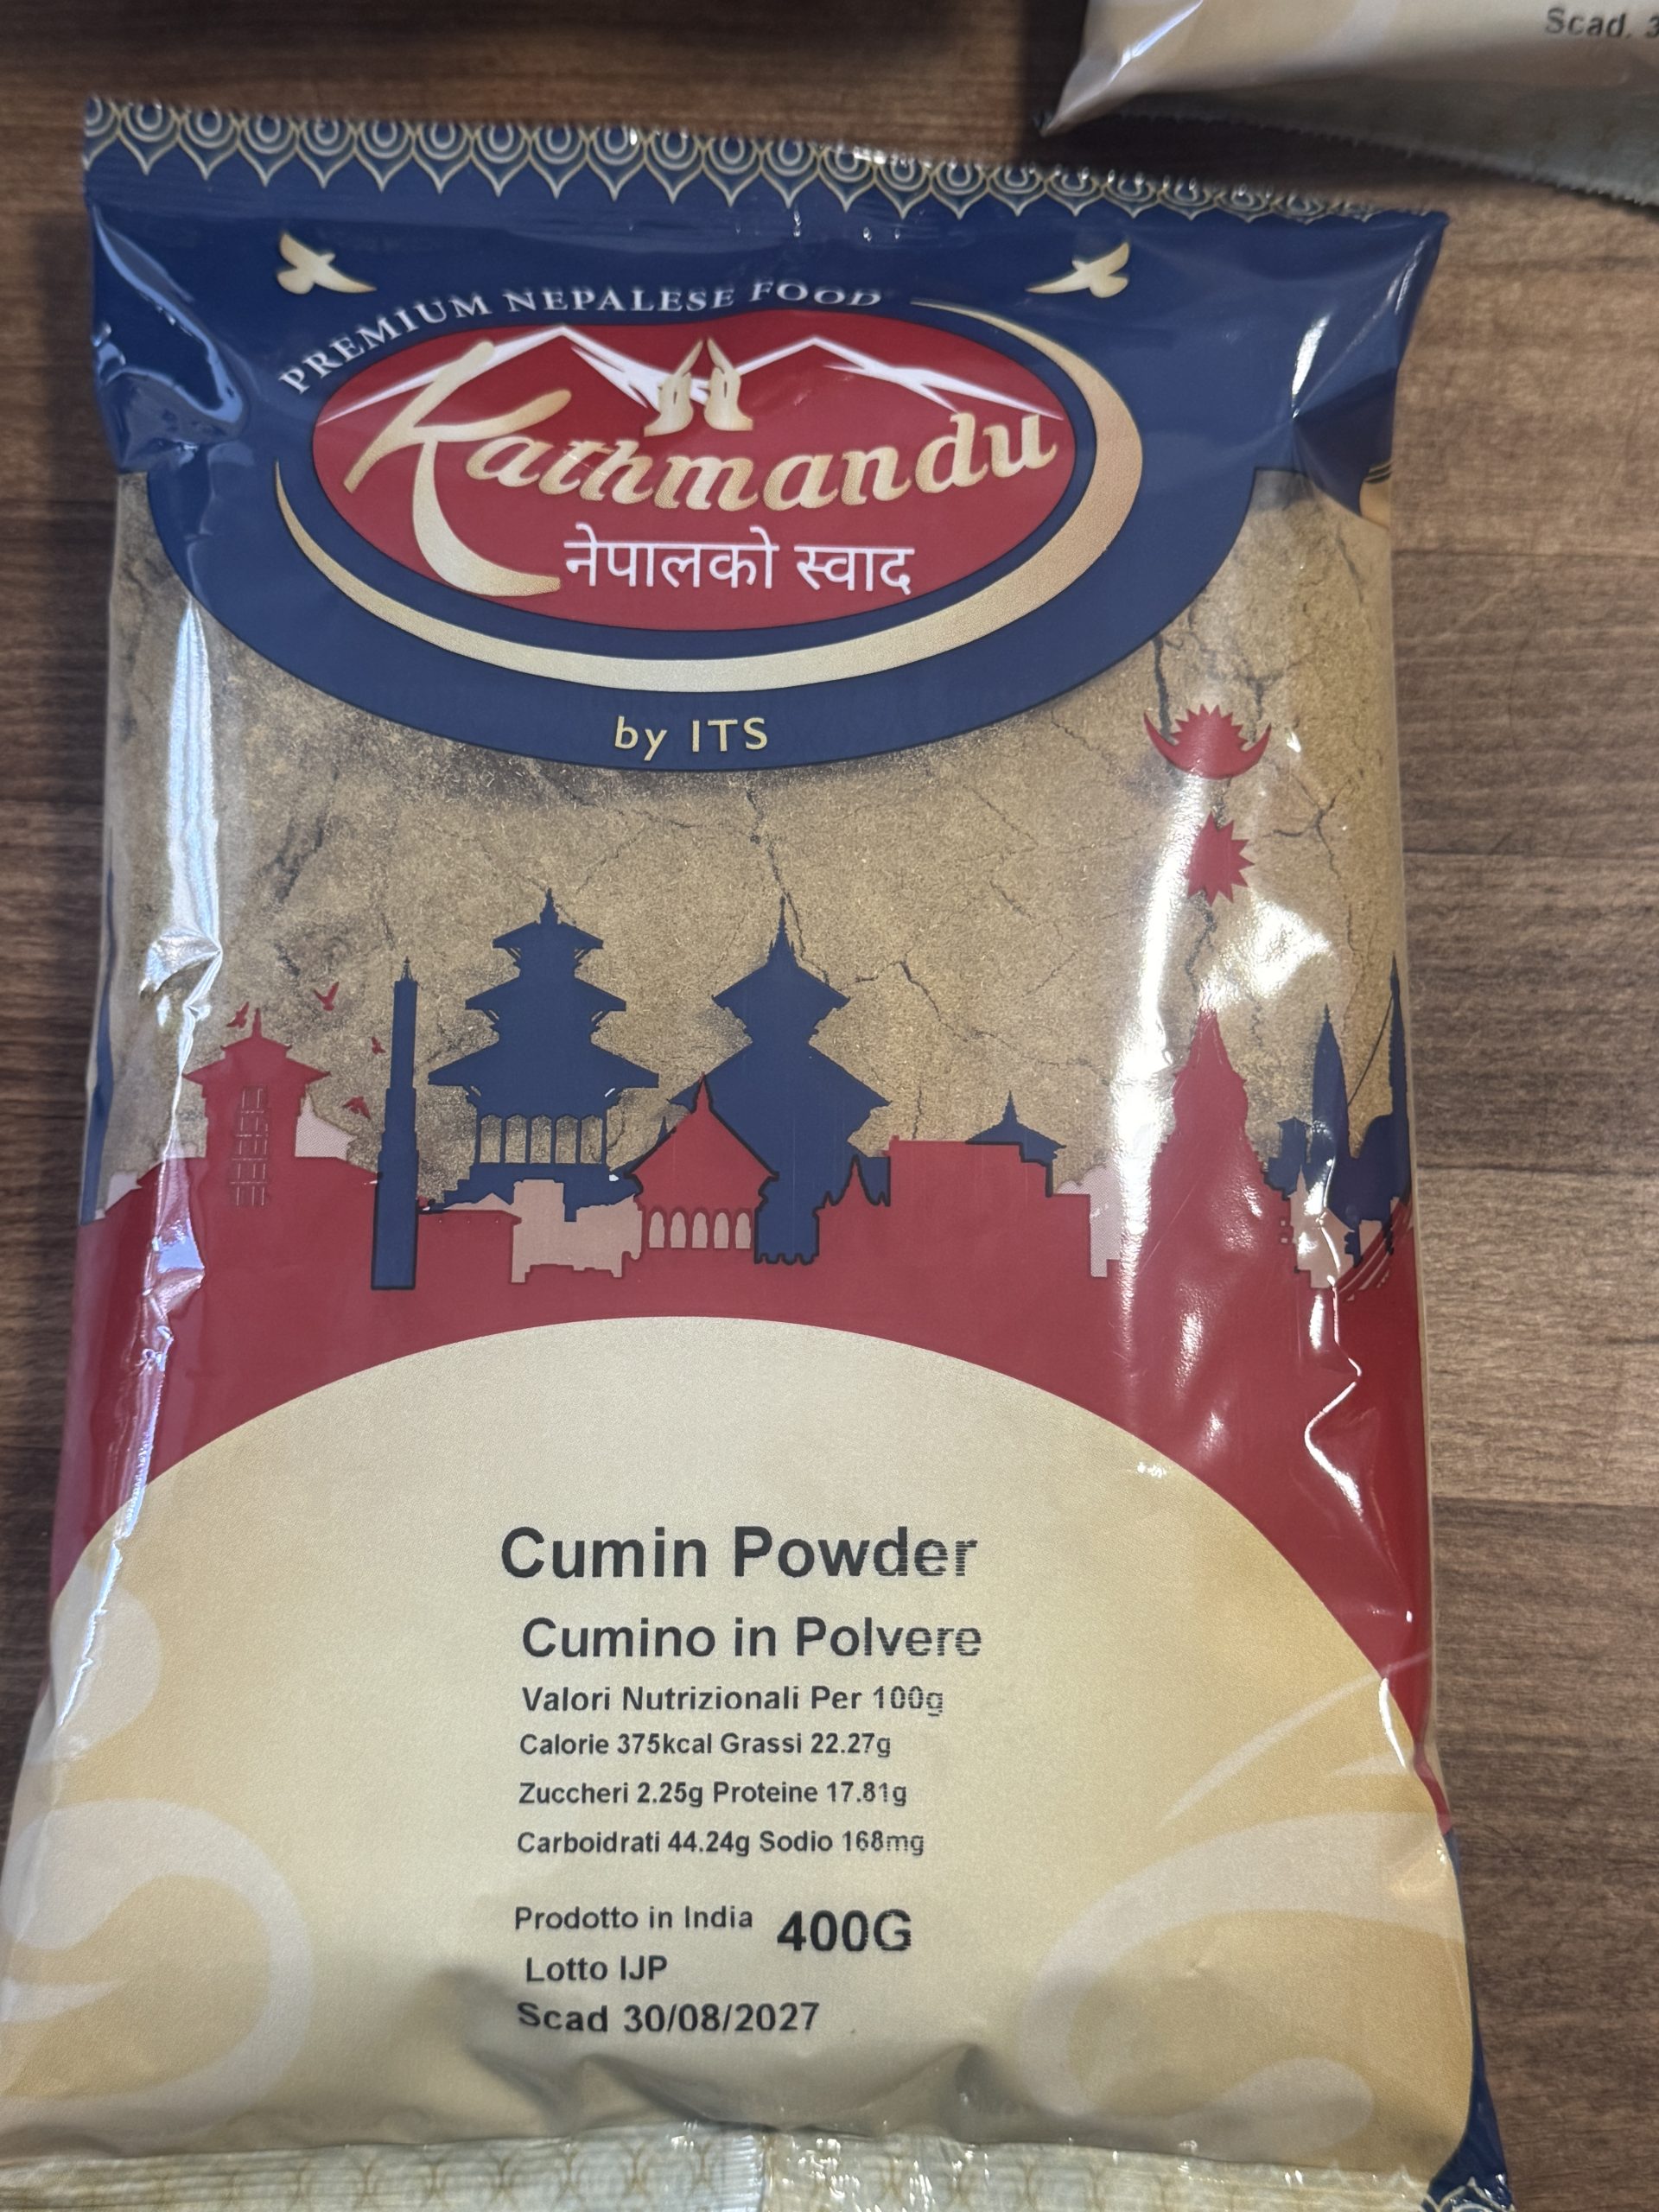 Scad. 3
PREMIUM NEPALESE FOOD
Kathmandu
नेपालको स्वाद
by ITS
Cumin Powder
Cumino in Polvere
Valori Nutrizionali Per 100g
Calorie 375kcal Grassi 22.27g
Zuccheri 2.25g Proteine 17.81g
Carboidrati 44.24g Sodio 168mg
Prodotto in India 400G
Lotto IJP
Scad 30/08/2027